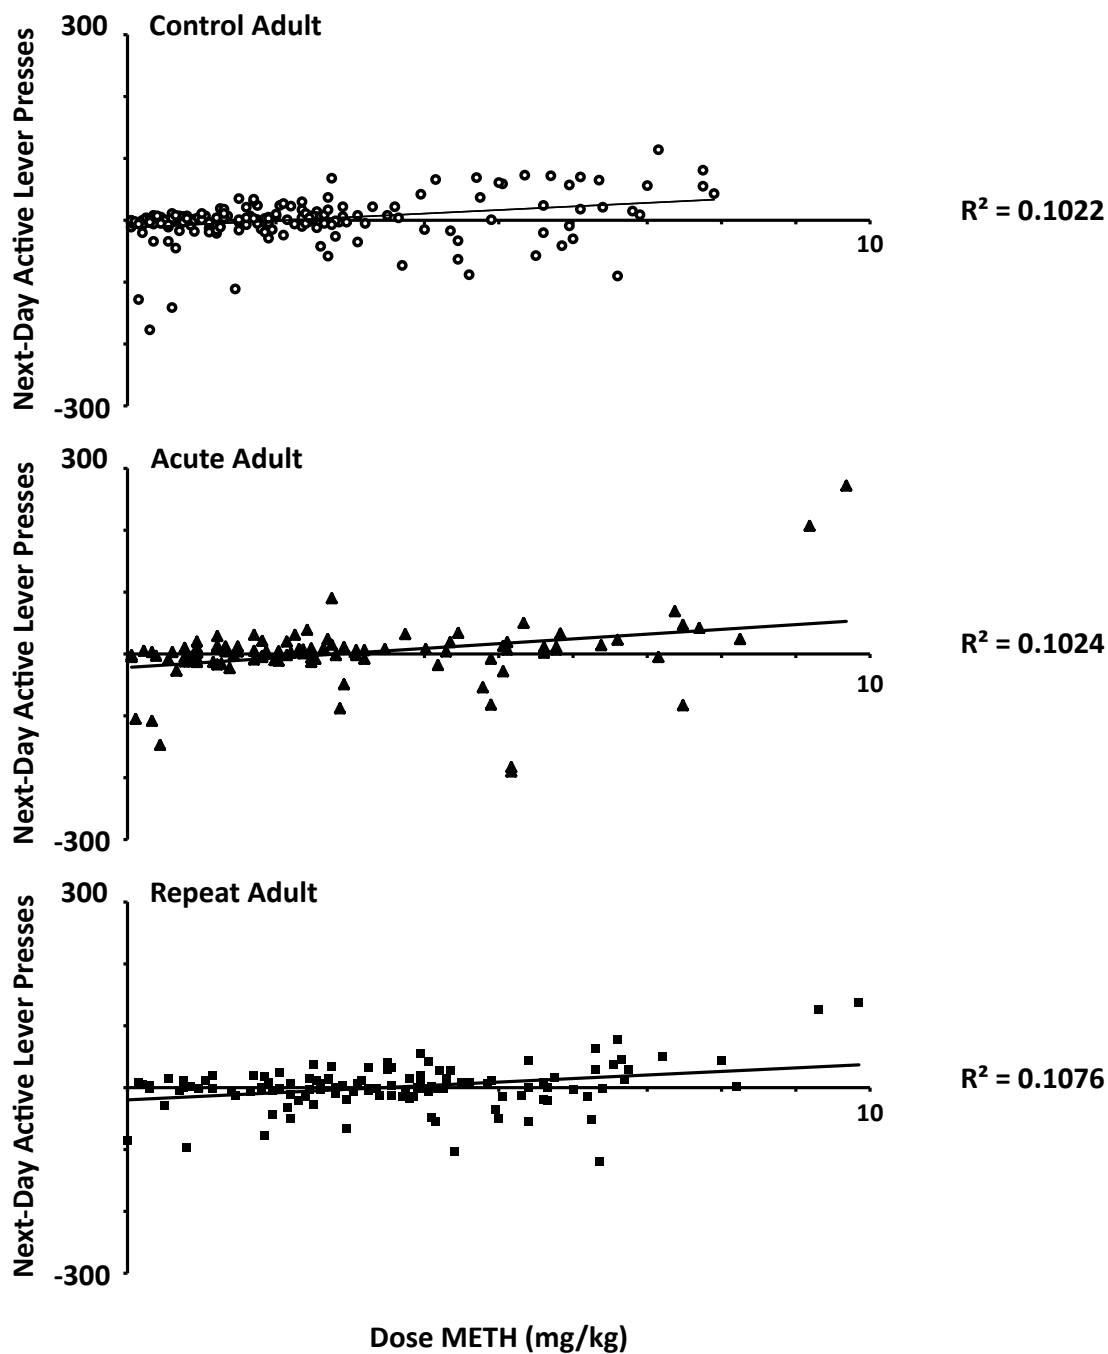 300
Control Adult
Next-Day Active Lever Presses
10
R² = 0.1022
-300
300
Acute Adult
Next-Day Active Lever Presses
10
R² = 0.1024
-300
300
Repeat Adult
Next-Day Active Lever Presses
10
R² = 0.1076
-300
Dose METH (mg/kg)